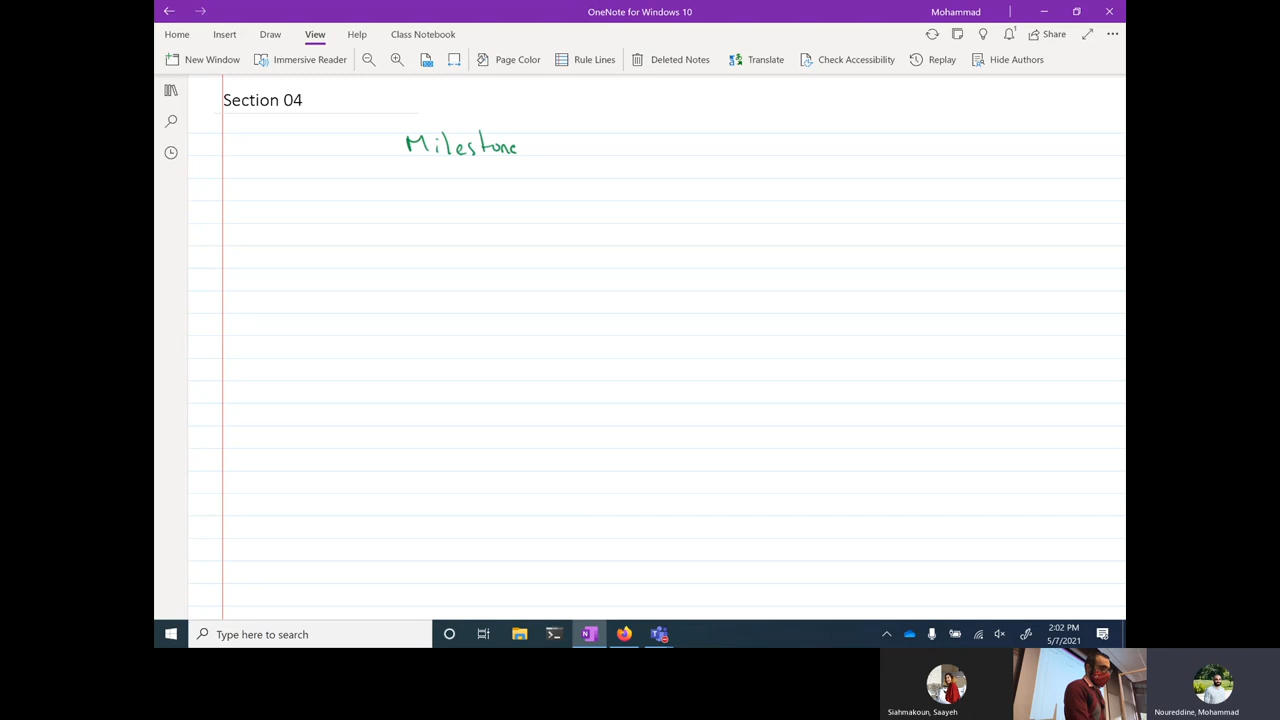 OneNote for Windows 10
Mohammad
Home Insert Draw View Help Class Notebook
1
Share
New Window Immersive Reader Page Color Rule Lines Deleted Notes Translate Check Accessibility Replay Hide Authors
Section 04
Milestone
Type here to search
2:02 PM
5/7/2021
Siahmakoun, Saayeh
Noureddine, Mohammad